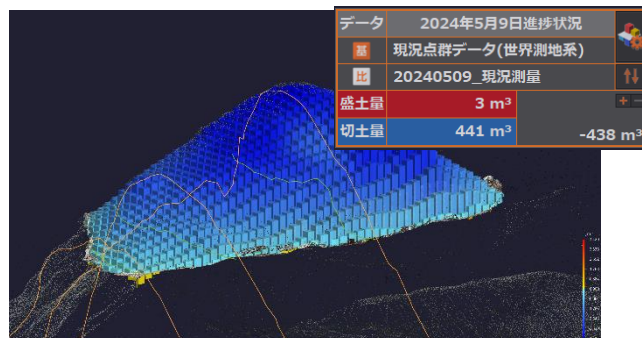 データ 2024年5月9日進捗状況
基 現況点群データ(世界測地系)
比 20240509_現況測量
盛土量 3 m³
切土量 441 m³ -438 m³